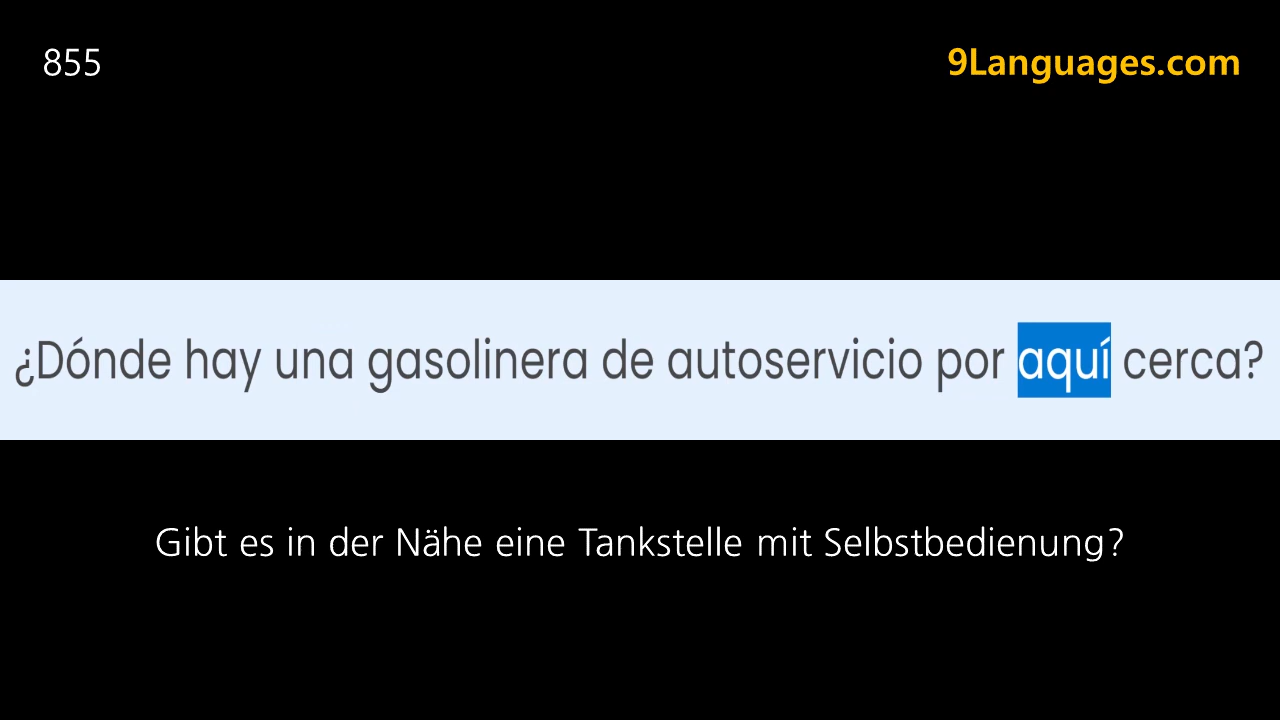 855
9Languages.com
¿Dónde hay una gasolinera de autoservicio por aquí cerca?
Gibt es in der Nähe eine Tankstelle mit Selbstbedienung?